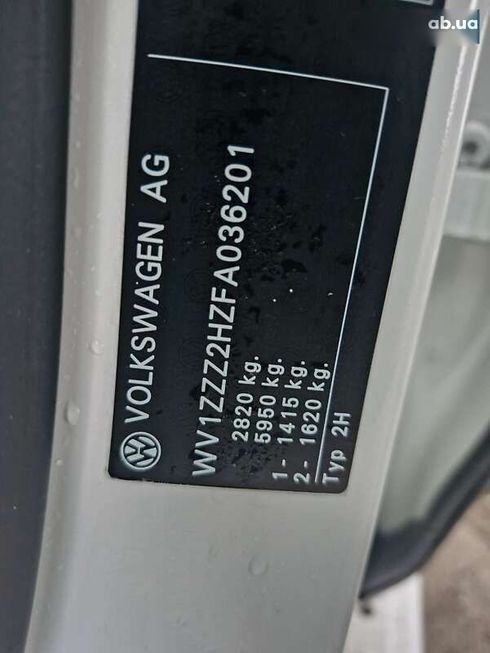 ab.ua
VOLKSWAGEN AG
WV1ZZZ2HZFA036201
2820 kg.
5950 kg.
1- 1415 kg.
2- 1620 kg.
Typ 2H